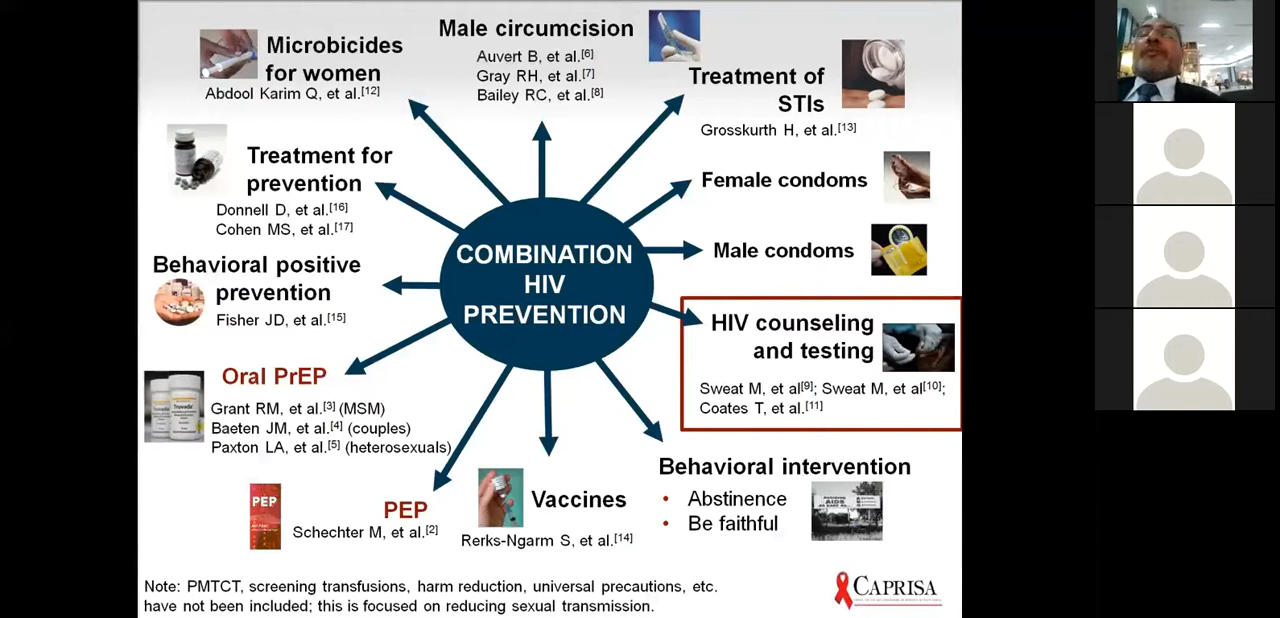 Male circumcision
Auvert B, et al.[6]
Gray RH, et al.[7]
Bailey RC, et al.[8]
Microbicides
for women
Abdool Karim Q, et al.[12]
Treatment of
STIs
Grosskurth H, et al.[13]
Treatment for
prevention
Donnell D, et al.[16]
Cohen MS, et al.[17]
Female condoms
Male condoms
COMBINATION
HIV
PREVENTION
Behavioral positive
prevention
Fisher JD, et al.[15]
HIV counseling
and testing
Sweat M, et al[9]; Sweat M, et al[10];
Coates T, et al.[11]
Oral PrEP
Truvada
Truvada
Grant RM, et al.[3] (MSM)
Baeten JM, et al.[4] (couples)
Paxton LA, et al.[5] (heterosexuals)
Behavioral intervention
• Abstinence
• Be faithful
AIDS
PEP
PEP
Schechter M, et al.[2]
Vaccines
Rerks-Ngarm S, et al.[14]
Note: PMTCT, screening transfusions, harm reduction, universal precautions, etc.
have not been included; this is focused on reducing sexual transmission.
CAPRISA